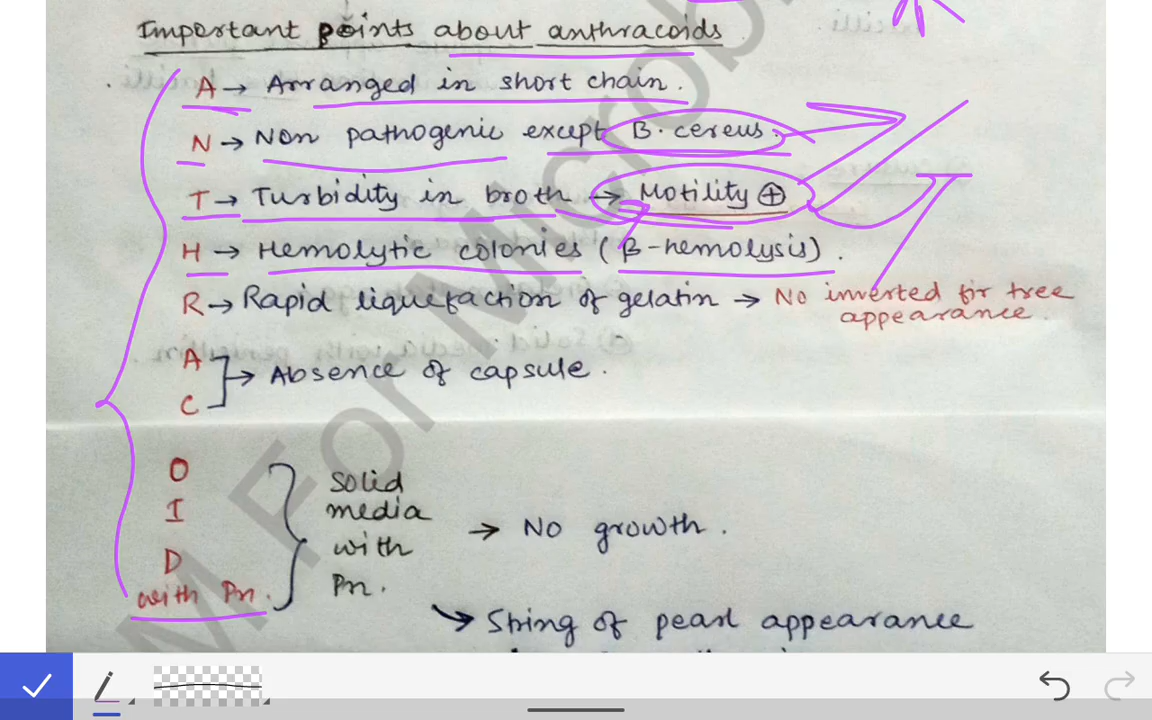 Important points about anthracoids
A → Arranged in short chain.
N → Non pathogenic except B. cereus.
T → Turbidity in broth → Motility ⊕
H → Hemolytic colonies (β-hemolysis).
R → Rapid liquefaction of gelatin → No inverted fir tree
appearance.
A
C → Absence of capsule.
O
I
D
with Pn.
Solid
media
with
Pn.
→ No growth.
→ String of pearl appearance
M For Microb